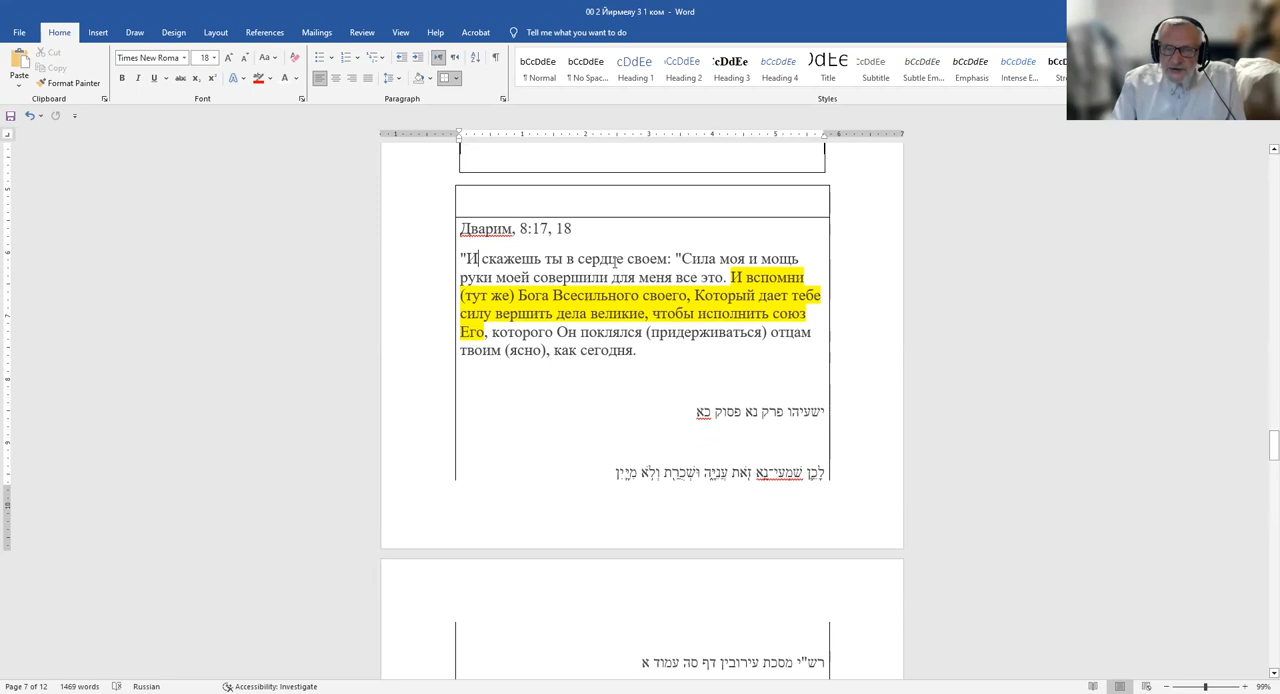 00 2 Йирмеяу 3 1 ком - Word
File Home Insert Draw Design Layout References Mailings Review View Help Acrobat Tell me what you want to do
Paste Cut Copy Format Painter
Times New Roma 18
¶ Normal ¶ No Spac... Heading 1 Heading 2 Heading 3 Heading 4 Title Subtitle Subtle Em... Emphasis Intense E...
Clipboard Font Paragraph Styles
Дварим, 8:17, 18
"И скажешь ты в сердце своем: "Сила моя и мощь
руки моей совершили для меня все это. И вспомни
(тут же) Бога Всесильного своего, Который дает тебе
силу вершить дела великие, чтобы исполнить союз
Его, которого Он поклялся (придерживаться) отцам
твоим (ясно), как сегодня.
ישעיהו פרק נא פסוק כא
לָכֵ֛ן שִׁמְעִי־נָ֥א זֹ֖את עֲנִיָּ֑ה וּשְׁכֻרַ֖ת וְלֹ֥א מִיָּֽיִן
רש"י מסכת עירובין דף סה עמוד א
Page 7 of 12 1469 words Russian Accessibility: Investigate 99%